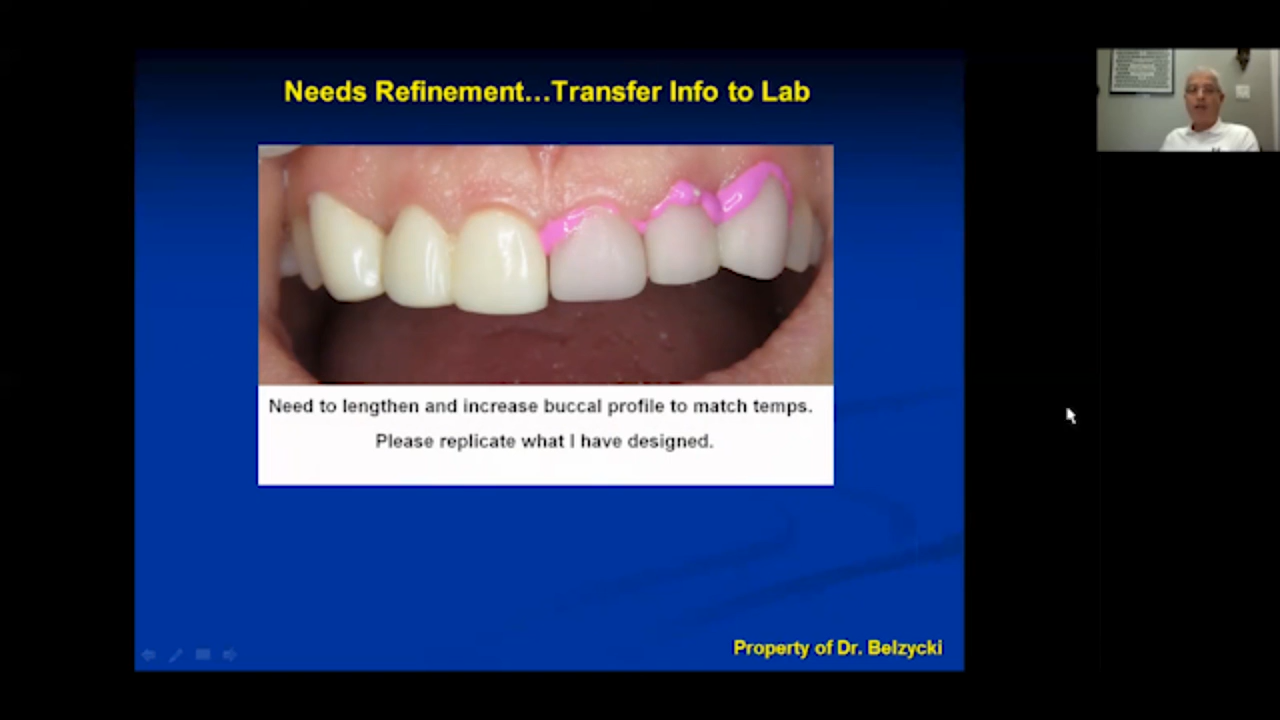 Needs Refinement...Transfer Info to Lab
Need to lengthen and increase buccal profile to match temps.
Please replicate what I have designed.
Property of Dr. Belzycki